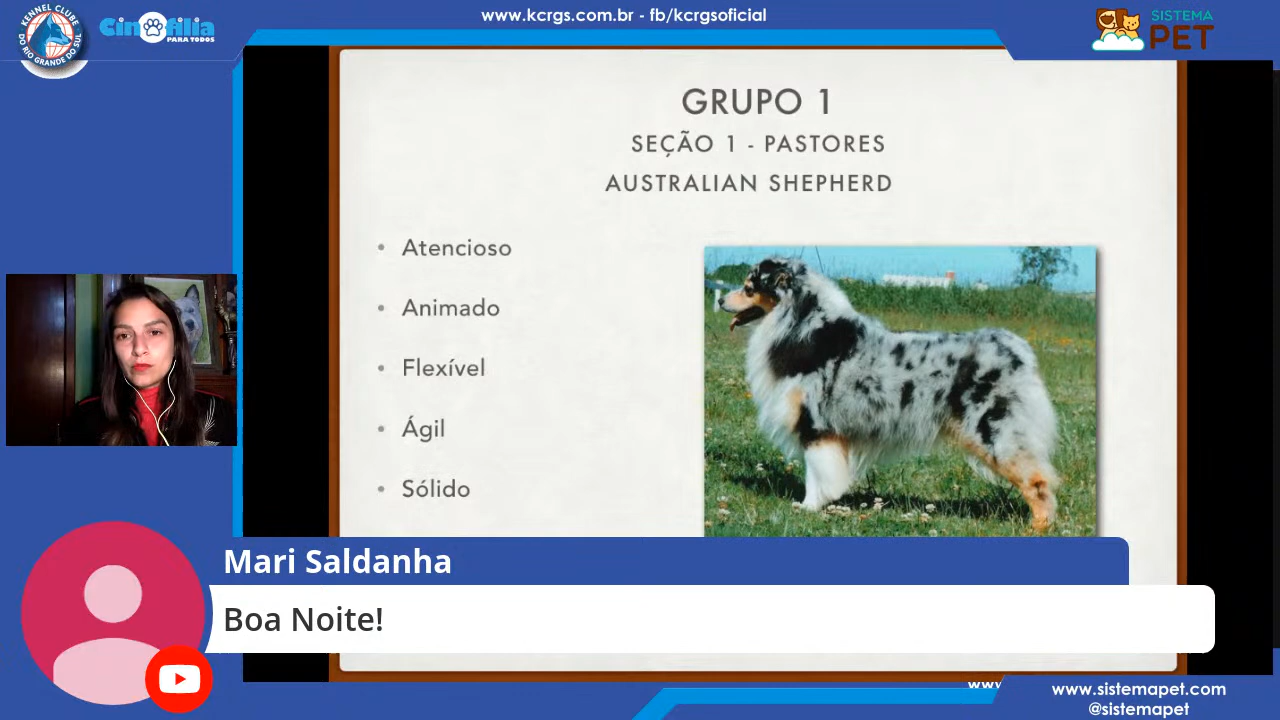 KENNEL CLUBE
DO RIO GRANDE DO SUL
Cinofilia
PARA TODOS
www.kcrgs.com.br - fb/kcrgsoficial
SISTEMA
PET
GRUPO 1
SEÇÃO 1 - PASTORES
AUSTRALIAN SHEPHERD
• Atencioso
• Animado
• Flexível
• Ágil
• Sólido
Mari Saldanha
Boa Noite!
www.sistemapet.com
@sistemapet